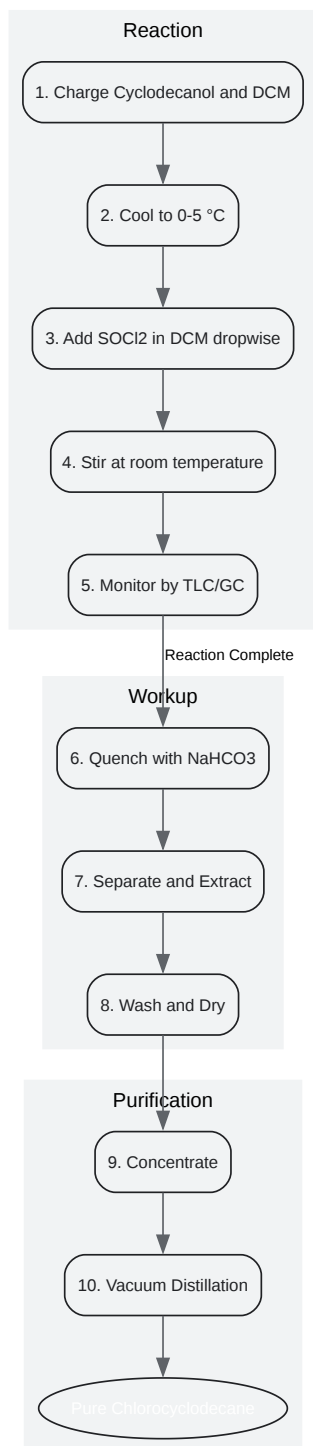 Reaction
1. Charge Cyclodecanol and DCM
2. Cool to 0-5 °C
3. Add SOCl2 in DCM dropwise
4. Stir at room temperature
5. Monitor by TLC/GC
Reaction Complete
Workup
6. Quench with NaHCO3
7. Separate and Extract
8. Wash and Dry
Purification
9. Concentrate
10. Vacuum Distillation
Pure Chlorocyclodecane